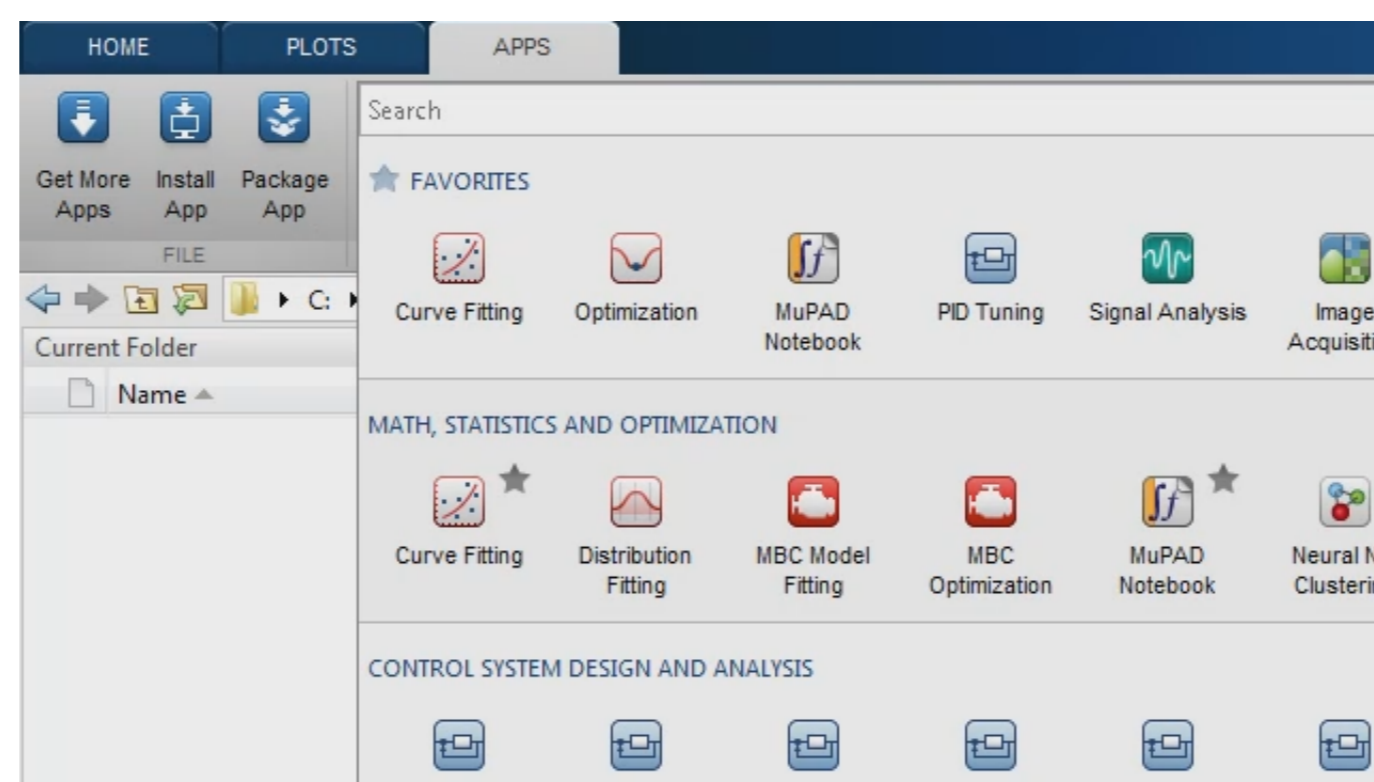 HOME PLOTS APPS
Search
Get More Apps
Install App
Package App
FILE
FAVORITES
Curve Fitting
Optimization
MuPAD Notebook
PID Tuning
Signal Analysis
Image
C:
Current Folder
Name
MATH, STATISTICS AND OPTIMIZATION
Curve Fitting
Distribution Fitting
MBC Model Fitting
MBC Optimization
MuPAD Notebook
Neural
CONTROL SYSTEM DESIGN AND ANALYSIS